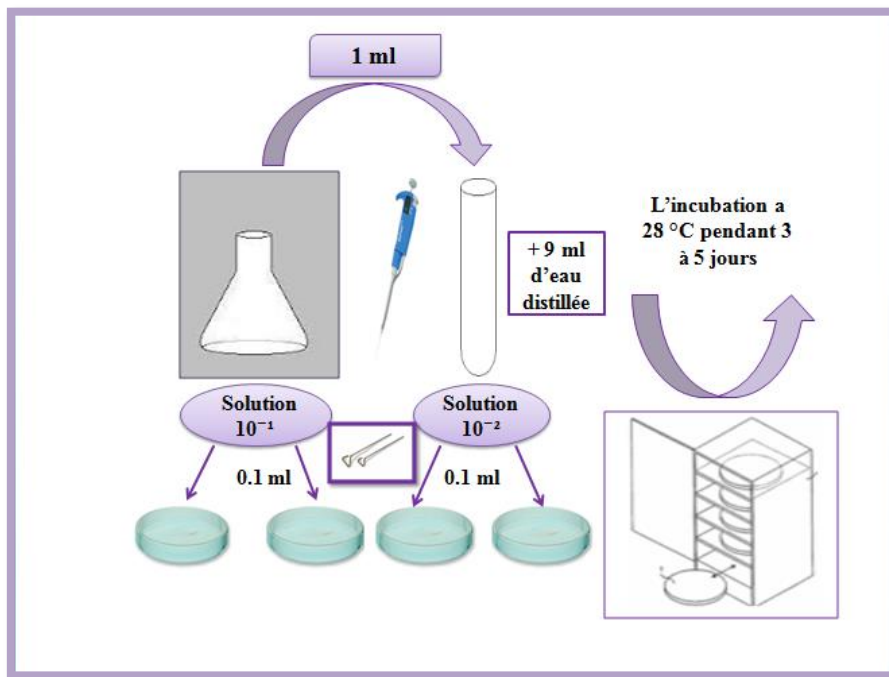 1 ml
+ 9 ml
d’eau
distillée
L’incubation a
28 °C pendant 3
à 5 jours
Solution
10⁻¹
Solution
10⁻²
0.1 ml
0.1 ml